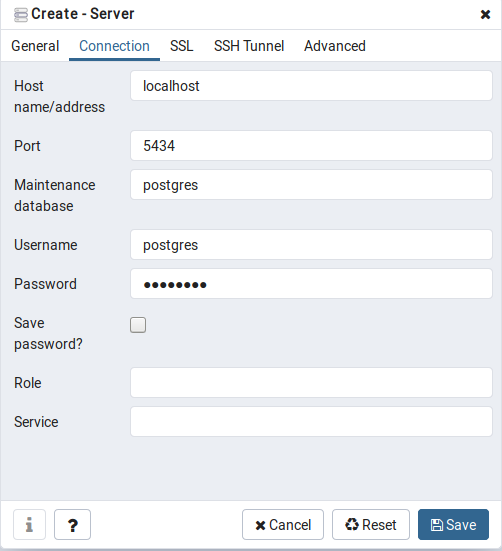 Create - Server
General Connection SSL SSH Tunnel Advanced
Host name/address localhost
Port 5434
Maintenance database postgres
Username postgres
Password ••••••••
Save password?
Role
Service
i ? Cancel Reset Save